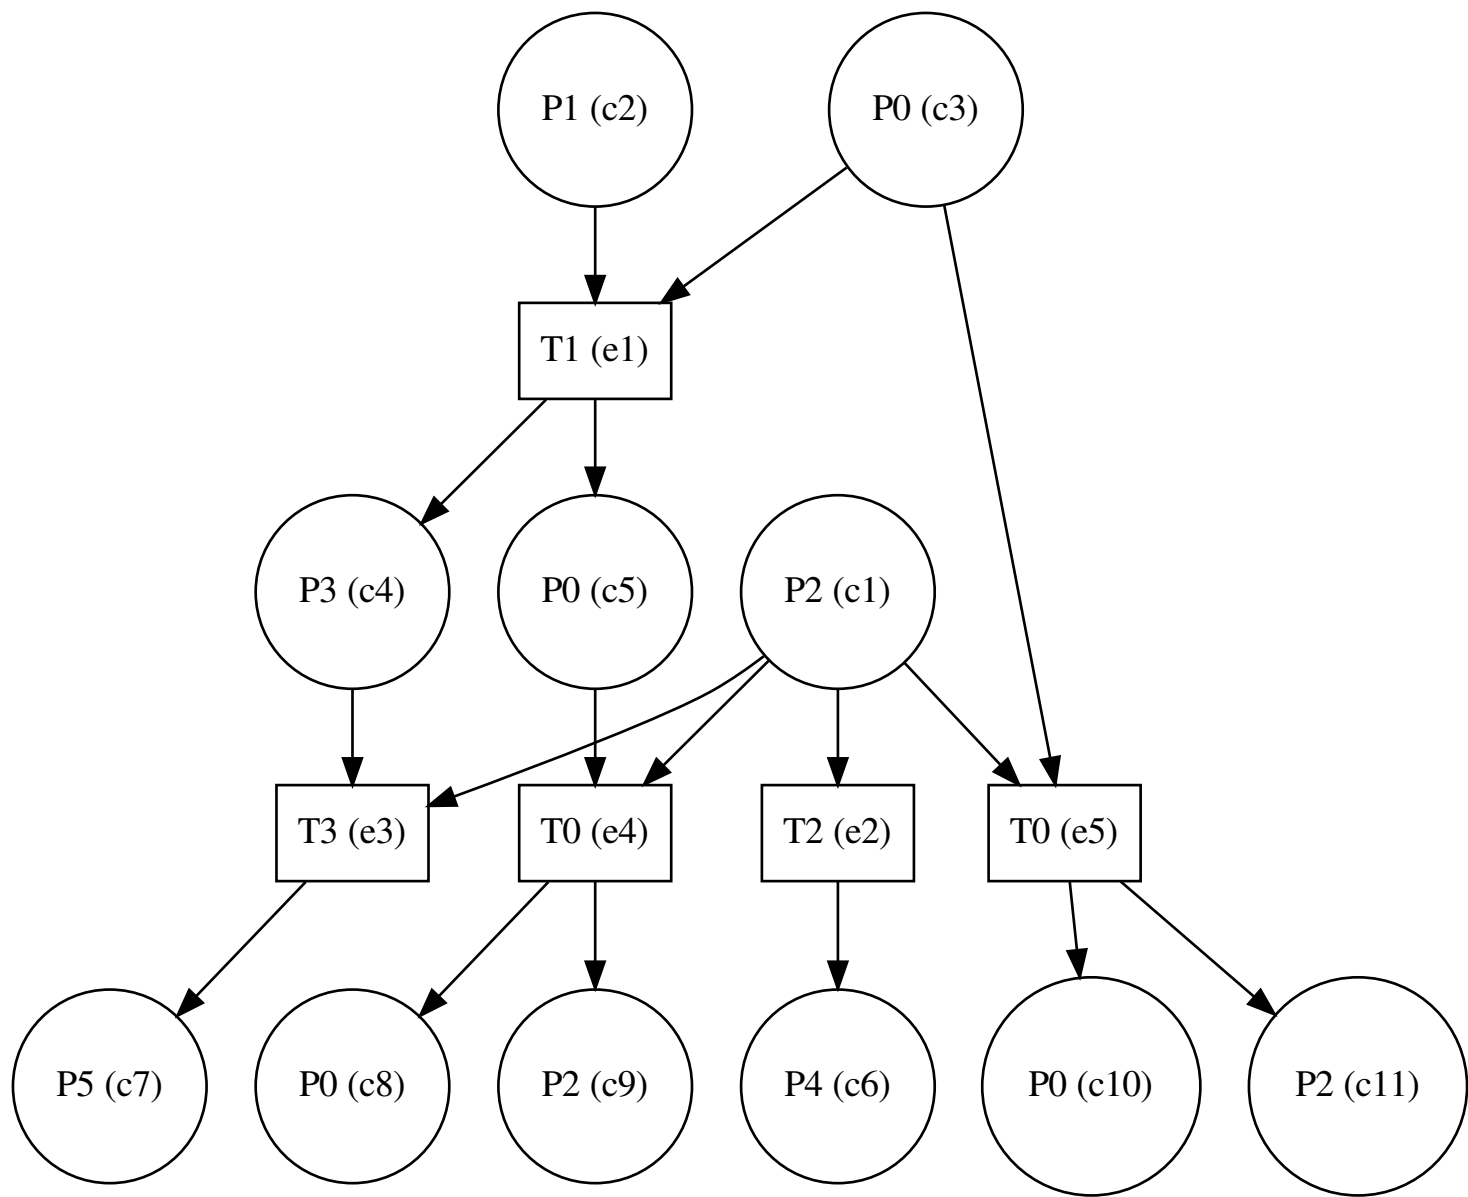 P1 (c2)
P0 (c3)
T1 (e1)
P3 (c4)
P0 (c5)
P2 (c1)
T3 (e3)
T0 (e4)
T2 (e2)
T0 (e5)
P5 (c7)
P0 (c8)
P2 (c9)
P4 (c6)
P0 (c10)
P2 (c11)